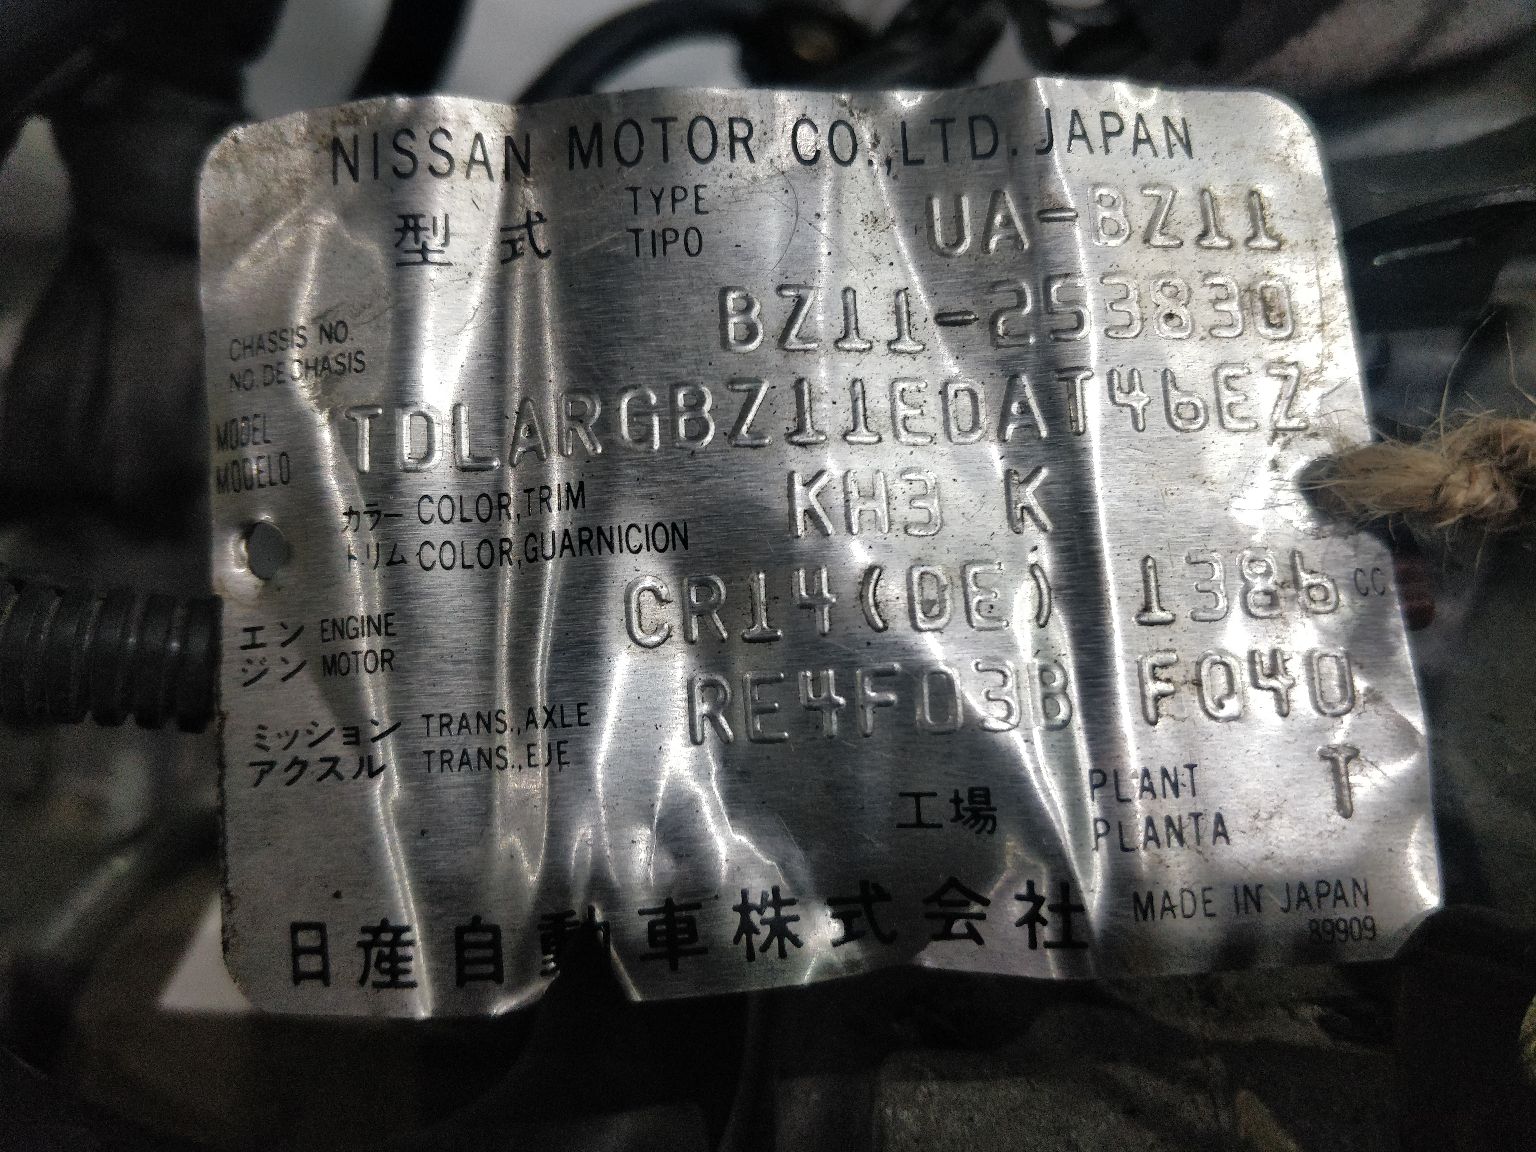 NISSAN MOTOR CO.,LTD. JAPAN
型式 TYPE UA-BZ11
TIPO
CHASSIS NO. BZ11-253830
NO. DE CHASIS
MODEL TDLARGBZ11EDAT46EZ
MODELO
カラー COLOR,TRIM KH3 K
トリム COLOR,GUARNICION
エン ENGINE CR14(DE) 1386 CC
ジン MOTOR
ミッション TRANS.,AXLE RE4F03B FQ40
アクスル TRANS.,EJE
工場 PLANT T
PLANTA
日産自動車株式会社 MADE IN JAPAN
89909